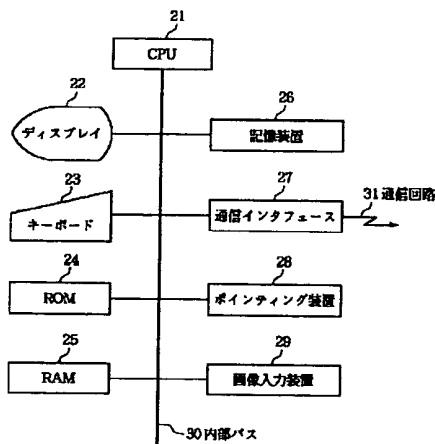 21
CPU
22
ディスプレイ
26
記憶装置
23
キーボード
27
通信インタフェース
31 通信回路
24
ROM
28
ポインティング装置
25
RAM
29
画像入力装置
30 内部バス